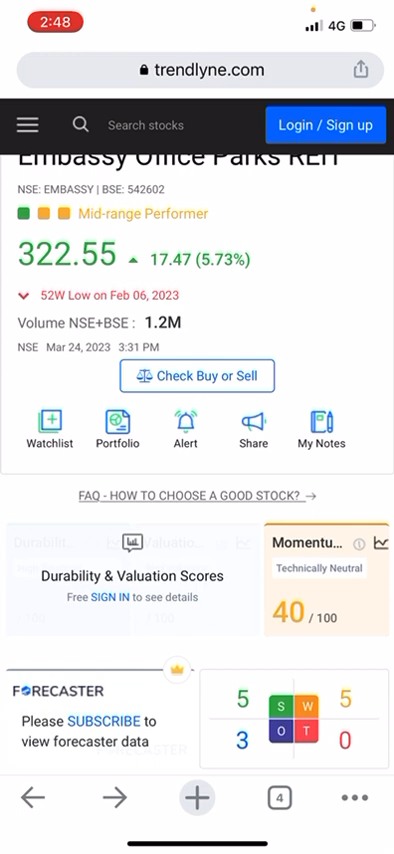 2:48
4G
trendlyne.com
Search stocks
Login / Sign up
Embassy Office Parks REIT
NSE: EMBASSY | BSE: 542602
Mid-range Performer
322.55 17.47 (5.73%)
52W Low on Feb 06, 2023
Volume NSE+BSE : 1.2M
NSE Mar 24, 2023 3:31 PM
Check Buy or Sell
Watchlist Portfolio Alert Share My Notes
FAQ - HOW TO CHOOSE A GOOD STOCK? →
Durability & Valuation Scores
Free SIGN IN to see details
Momentu...
Technically Neutral
40 / 100
FORECASTER
Please SUBSCRIBE to
view forecaster data
5 S W 5
3 O T 0
4